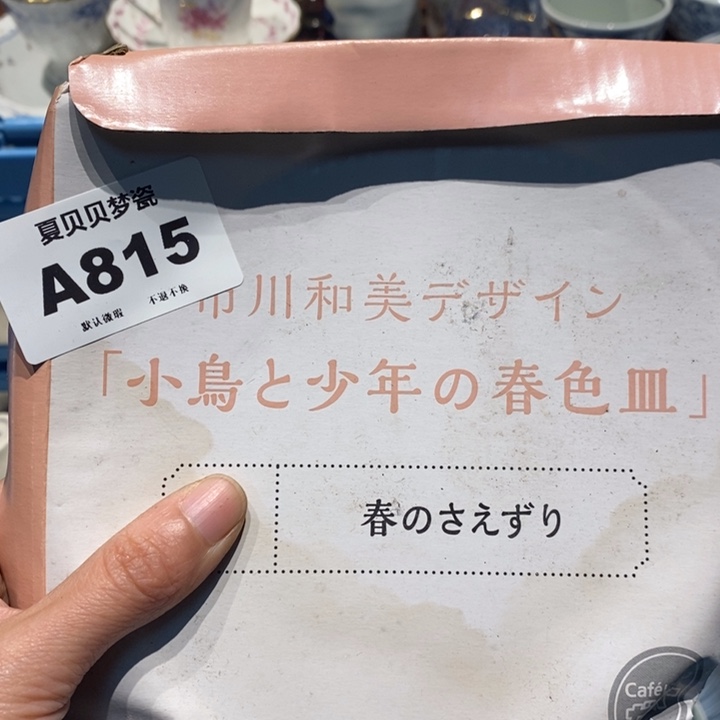 夏贝贝梦瓷
A815
默认微瑕 不退不换
市川和美デザイン
「小鳥と少年の春色皿」
春のさえずり
Café